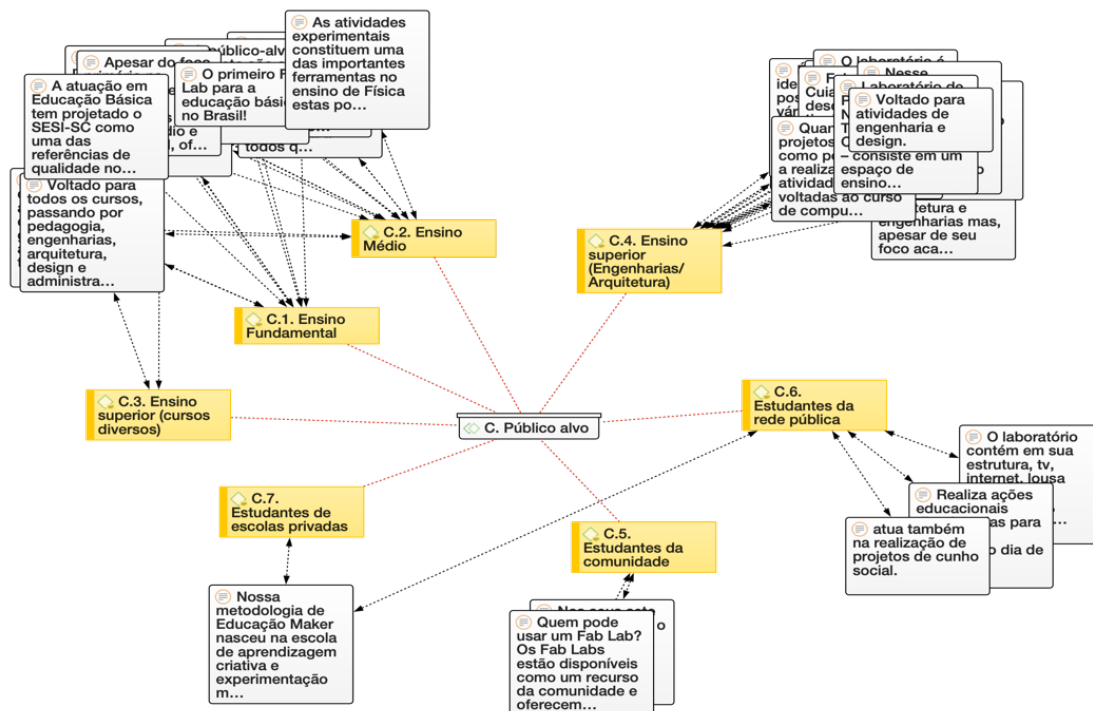 As atividades
experimentais
constituem uma
das importantes
ferramentas no
ensino de Física
estas po…
público-alvo
Apesar do foco
O primeiro F
Lab para a
educação básic
no Brasil!
A atuação em
Educação Básica
tem projetado o
SESI-SC como
uma das
referências de
qualidade no…
todos q…
Voltado para
todos os cursos,
passando por
pedagogia,
engenharias,
arquitetura,
design e
administra…
O laboratório é
Nesse
Laboratório de
Voltado para
atividades de
engenharia e
design.
Quan
projetos
como pe
a realiza
atividad
voltadas ao curso
de compu…
– consiste em um
espaço de
ensino…
engenharias mas,
apesar de seu
foco aca…
C.2. Ensino
Médio
C.4. Ensino
superior
(Engenharias/
Arquitetura)
C.1. Ensino
Fundamental
C.3. Ensino
superior (cursos
diversos)
C. Público alvo
C.6.
Estudantes da
rede pública
O laboratório
contém em sua
estrutura, tv,
internet, lousa
Realiza ações
educacionais
as para
o dia de
atua também
na realização de
projetos de cunho
social.
C.7.
Estudantes de
escolas privadas
C.5.
Estudantes da
comunidade
Nossa
metodologia de
Educação Maker
nasceu na escola
de aprendizagem
criativa e
experimentação
m…
Quem pode
usar um Fab Lab?
Os Fab Labs
estão disponíveis
como um recurso
da comunidade e
oferecem…